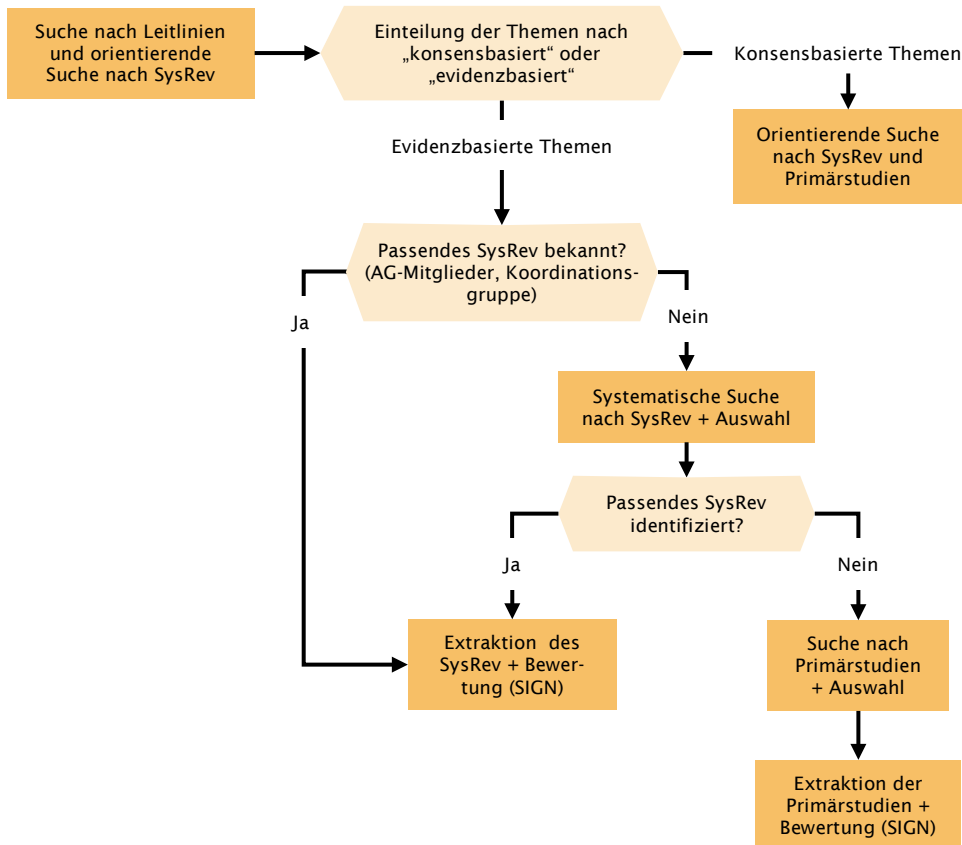 Suche nach Leitlinien
und orientierende
Suche nach SysRev
Einteilung der Themen nach
„konsensbasiert“ oder
„evidenzbasiert“
Konsensbasierte Themen
Orientierende Suche
nach SysRev und
Primärstudien
Evidenzbasierte Themen
Passendes SysRev bekannt?
(AG-Mitglieder, Koordinations-
gruppe)
Ja
Nein
Systematische Suche
nach SysRev + Auswahl
Passendes SysRev
identifiziert?
Ja
Nein
Extraktion des
SysRev + Bewer-
tung (SIGN)
Suche nach
Primärstudien
+ Auswahl
Extraktion der
Primärstudien +
Bewertung (SIGN)